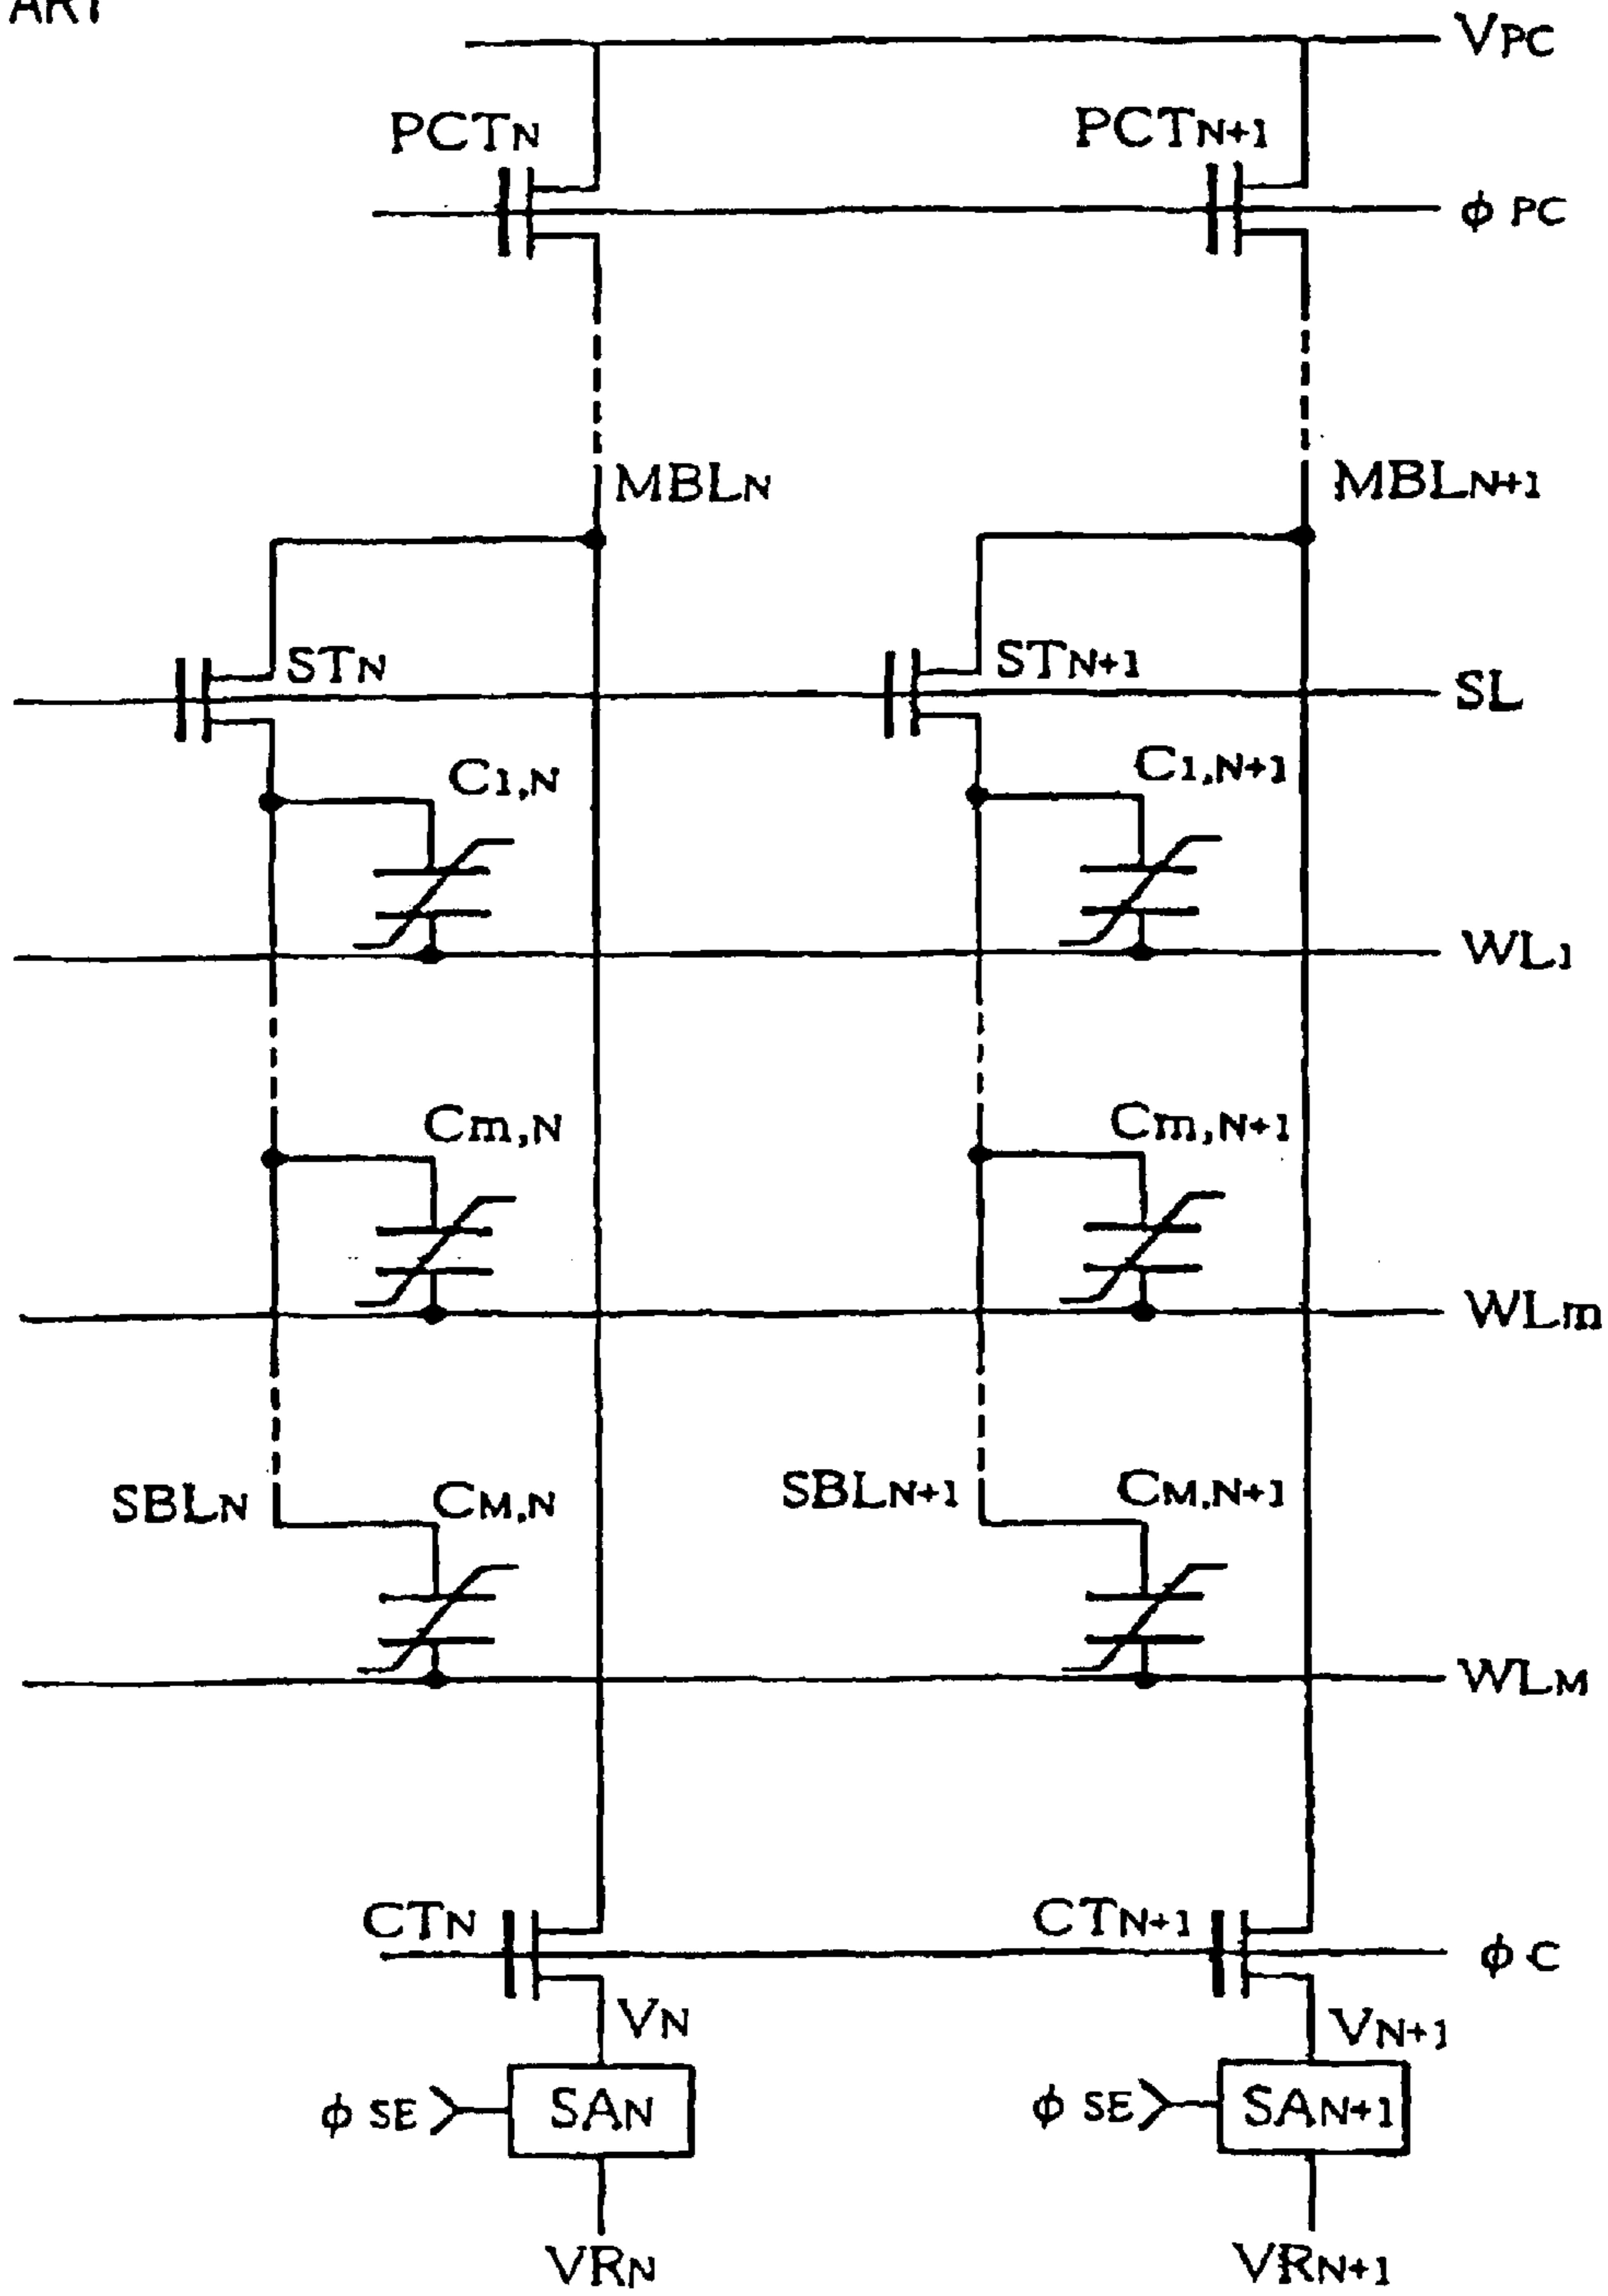 ART
VPC
PCTN
PCTN+1
φ PC
MBLN
MBLN+1
STN
STN+1
SL
C1,N
C1,N+1
WL1
Cm,N
Cm,N+1
WLm
SBLN
CM,N
SBLN+1
CM,N+1
WLM
CTN
CTN+1
φ C
VN
VN+1
φ SE
SAN
φ SE
SAN+1
VRN
VRN+1